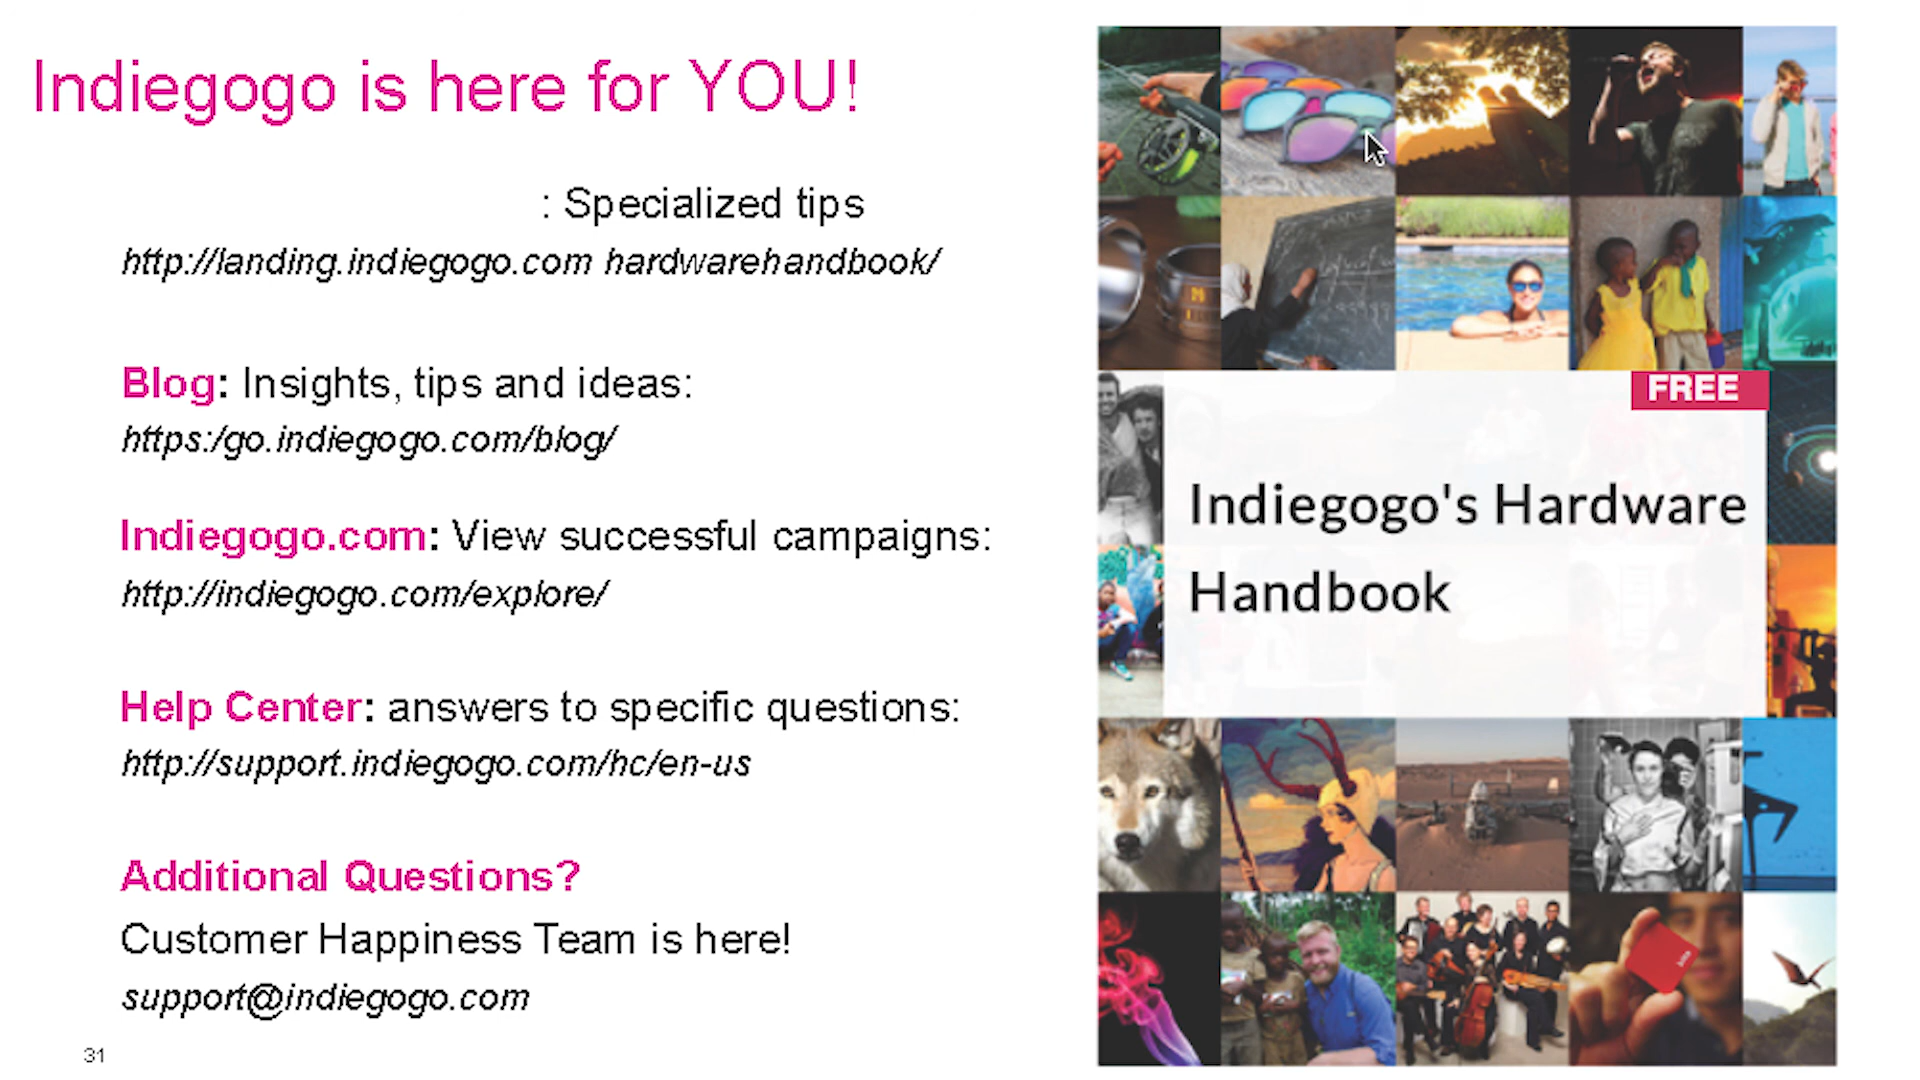 Indiegogo is here for YOU!
: Specialized tips
http://landing.indiegogo.com hardwarehandbook/
Blog: Insights, tips and ideas:
https:/go.indiegogo.com/blog/
Indiegogo.com: View successful campaigns:
http://indiegogo.com/explore/
Help Center: answers to specific questions:
http://support.indiegogo.com/hc/en-us
Additional Questions?
Customer Happiness Team is here!
support@indiegogo.com
31
FREE
Indiegogo's Hardware
Handbook